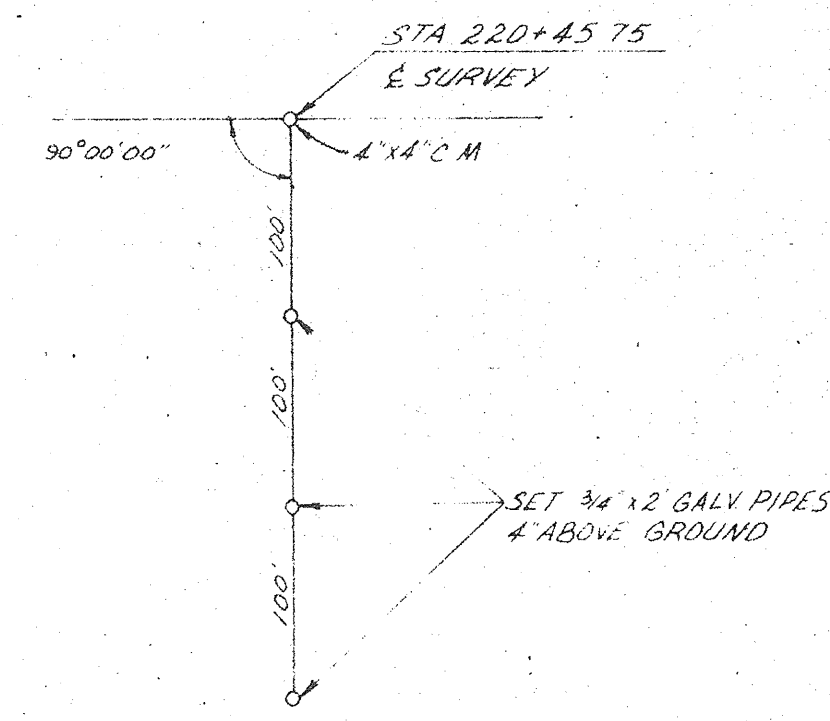 STA 220+45 75
℄ SURVEY
90°00'00"
4"x4" C M
100'
100'
SET 3/4" x 2' GALV. PIPES
4" ABOVE GROUND
100'